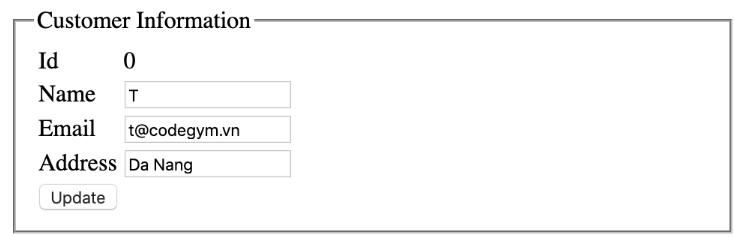 Customer Information
Id 0
Name T
Email t@codegym.vn
Address Da Nang
Update